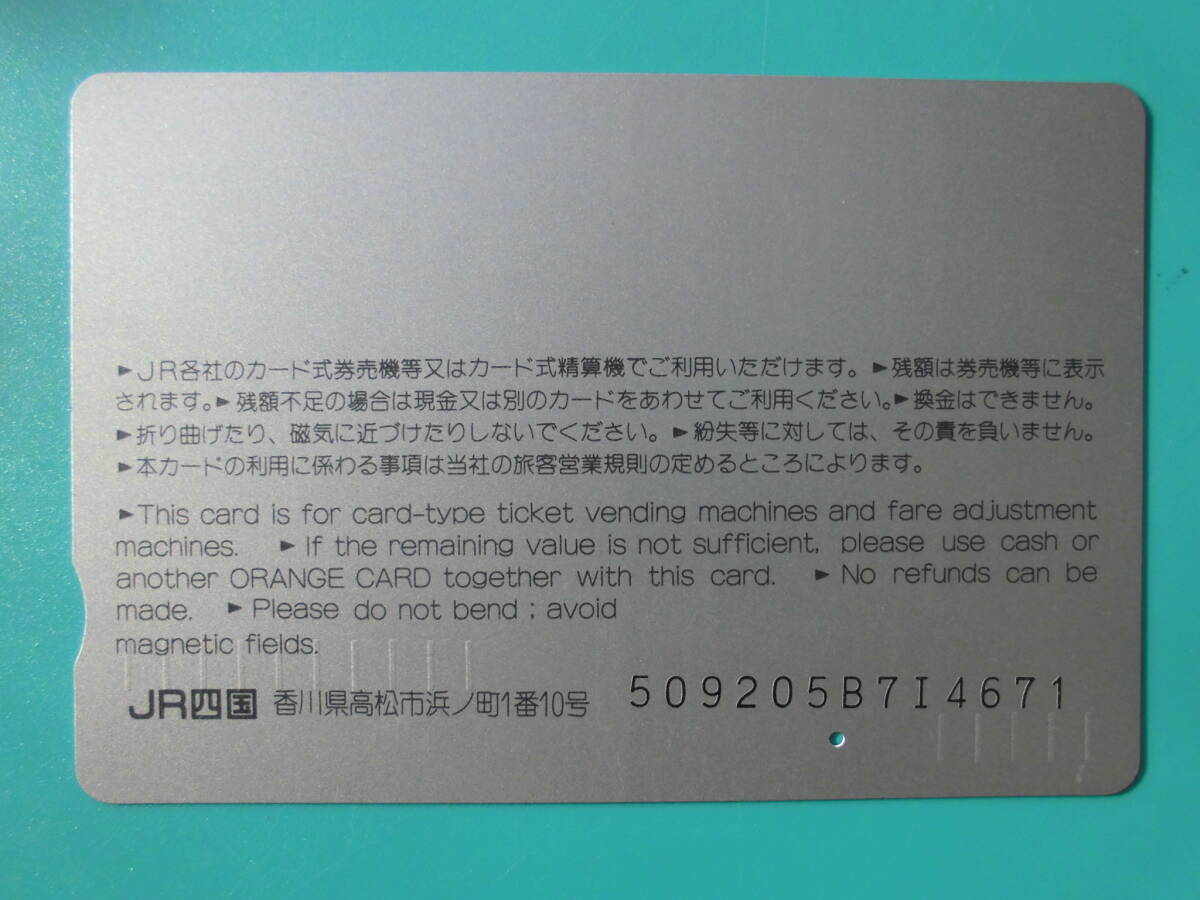 ►JR各社のカード式券売機等又はカード式精算機でご利用いただけます。►残額は券売機等に表示
されます。►残額不足の場合は現金又は別のカードをあわせてご利用ください。►換金はできません。
►折り曲げたり、磁気に近づけたりしないでください。►紛失等に対しては、その責を負いません。
►本カードの利用に係わる事項は当社の旅客営業規則の定めるところによります。
►This card is for card-type ticket vending machines and fare adjustment
machines. ►If the remaining value is not sufficient, please use cash or
another ORANGE CARD together with this card. ►No refunds can be
made. ►Please do not bend ; avoid
magnetic fields.
JR四国 香川県高松市浜ノ町1番10号 509205B7I4671